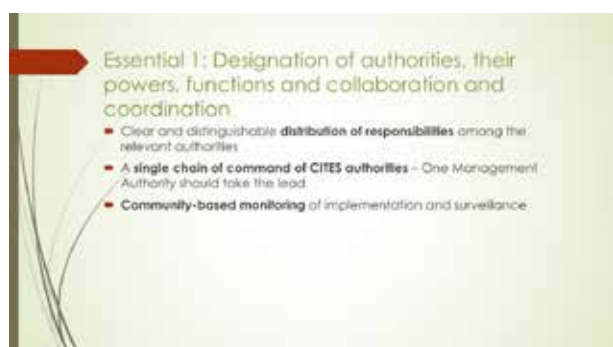 Essential 1: Designation of authorities, their
powers, functions and collaboration and
coordination
Clear and distinguishable distribution of responsibilities among the
relevant authorities
A single chain of command of CITES authorities – One Management
Authority should take the lead
Community-based monitoring of implementation and surveillance